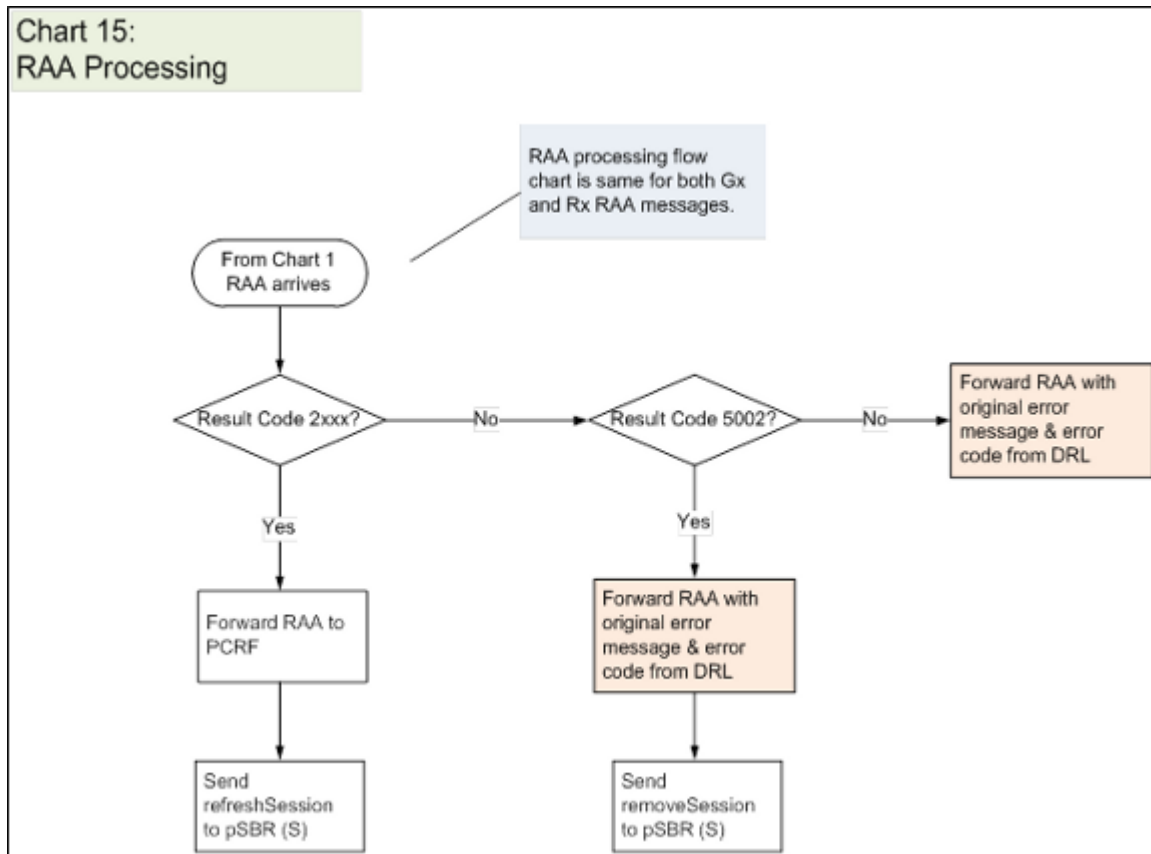 Chart 15:
RAA Processing
RAA processing flow
chart is same for both Gx
and Rx RAA messages.
From Chart 1
RAA arrives
Result Code 2xxx?
No
Result Code 5002?
No
Forward RAA with
original error
message & error
code from DRL
Yes
Yes
Forward RAA to
PCRF
Forward RAA with
original error
message & error
code from DRL
Send
refreshSession
to pSBR (S)
Send
removeSession
to pSBR (S)